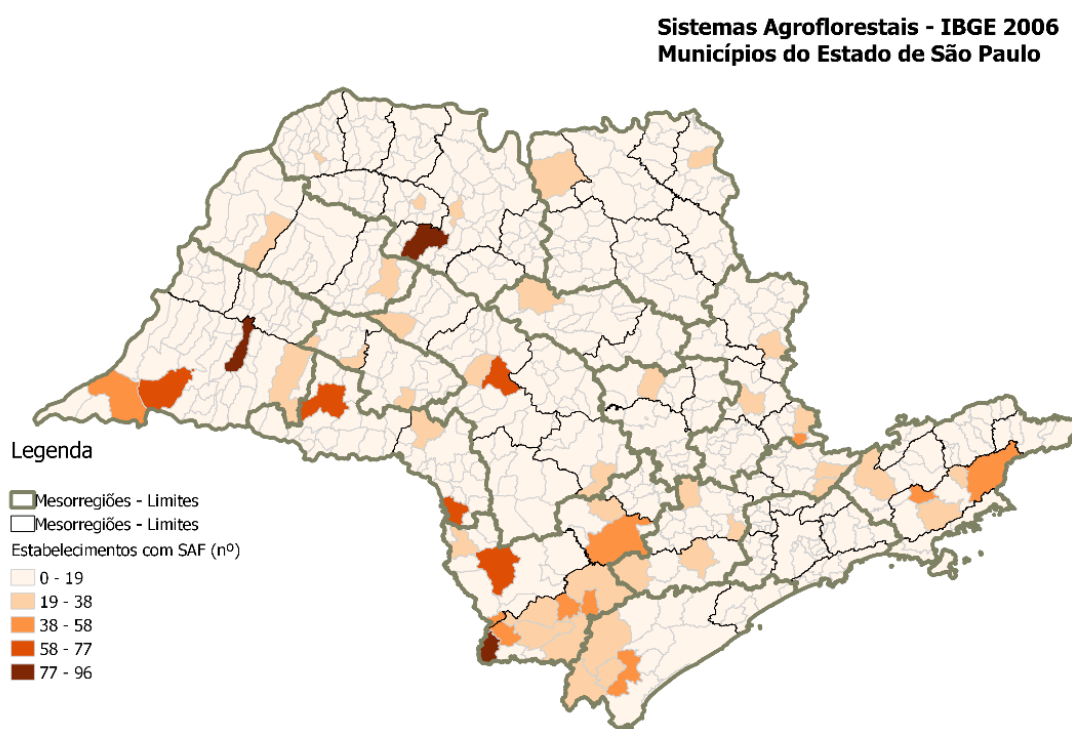 Sistemas Agroflorestais - IBGE 2006
Municípios do Estado de São Paulo
Legenda
Mesorregiões - Limites
Mesorregiões - Limites
Estabelecimentos com SAF (nº)
0 - 19
19 - 38
38 - 58
58 - 77
77 - 96